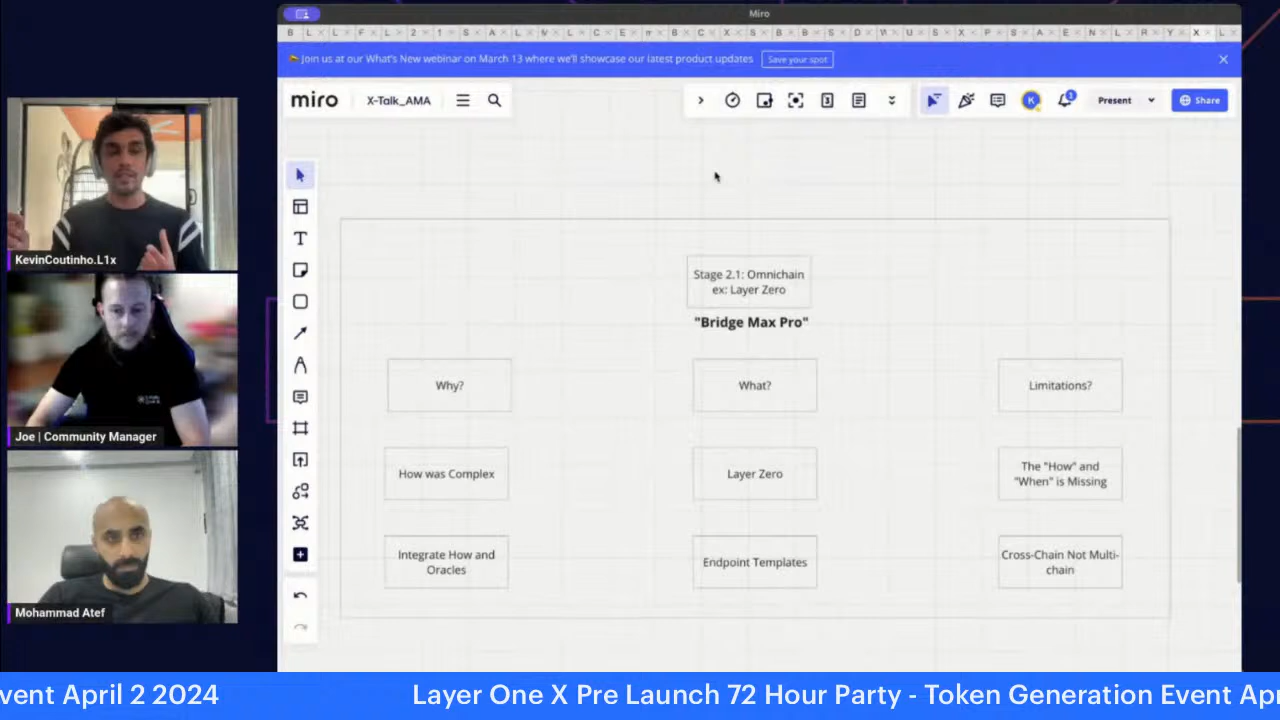 Miro
B L L F L 2 1 S A L M L C E m B C X S B B S D W U S X P S A E N L R Y X L
Join us at our What's New webinar on March 13 where we'll showcase our latest product updates
Save your spot
miro
X-Talk_AMA
K
1
Present
Share
Stage 2.1: Omnichain
ex: Layer Zero
"Bridge Max Pro"
Why?
What?
Limitations?
How was Complex
Layer Zero
The "How" and
"When" is Missing
Integrate How and
Oracles
Endpoint Templates
Cross-Chain Not Multi-
chain
KevinCoutinho.L1x
Joe | Community Manager
Mohammad Atef
vent April 2 2024
Layer One X Pre Launch 72 Hour Party - Token Generation Event Apr